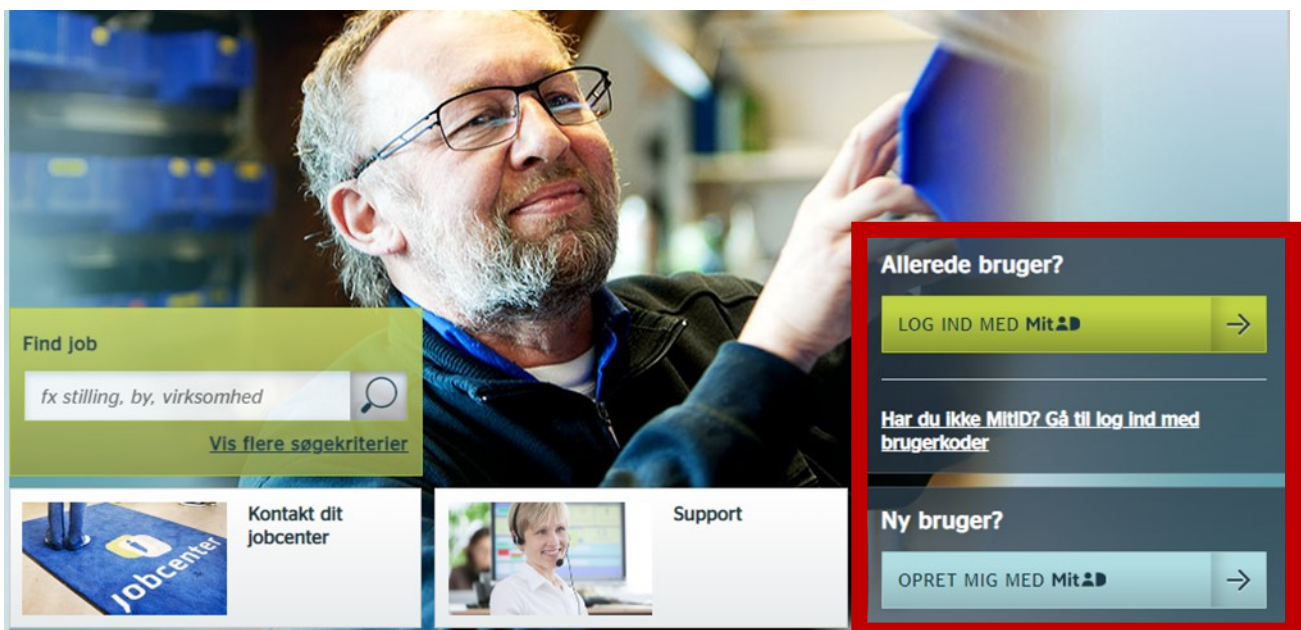 Find job
fx stilling, by, virksomhed
Vis flere søgekriterier
Kontakt dit
jobcenter
jobcenter
Support
Allerede bruger?
LOG IND MED MitID
Har du ikke MitID? Gå til log ind med
brugerkoder
Ny bruger?
OPRET MIG MED MitID